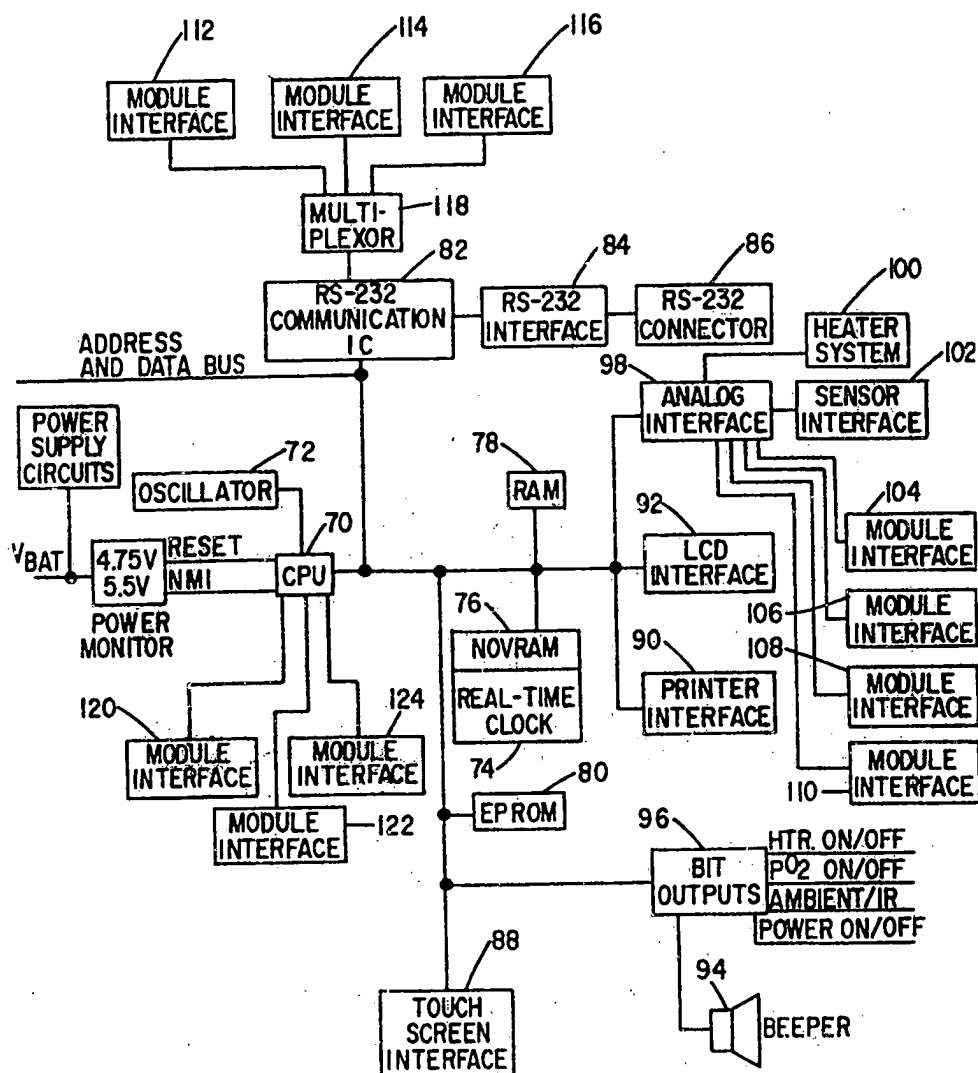 112
114
116
MODULE
INTERFACE
MODULE
INTERFACE
MODULE
INTERFACE
MULTI-
PLEXOR
118
82
84
86
100
RS-232
COMMUNICATION
IC
RS-232
INTERFACE
RS-232
CONNECTOR
HEATER
SYSTEM
ADDRESS
AND DATA BUS
98
102
ANALOG
INTERFACE
SENSOR
INTERFACE
POWER
SUPPLY
CIRCUITS
72
OSCILLATOR
78
RAM
70
92
104
VBAT
4.75V
5.5V
RESET
NMI
CPU
LCD
INTERFACE
MODULE
INTERFACE
POWER
MONITOR
76
NOVRAM
REAL-TIME
CLOCK
74
90
PRINTER
INTERFACE
106
MODULE
INTERFACE
108
MODULE
INTERFACE
110
MODULE
INTERFACE
120
MODULE
INTERFACE
124
MODULE
INTERFACE
MODULE
INTERFACE
122
80
EPROM
96
BIT
OUTPUTS
HTR. ON/OFF
PO2 ON/OFF
AMBIENT/IR
POWER ON/OFF
88
TOUCH
SCREEN
INTERFACE
94
BEEPER